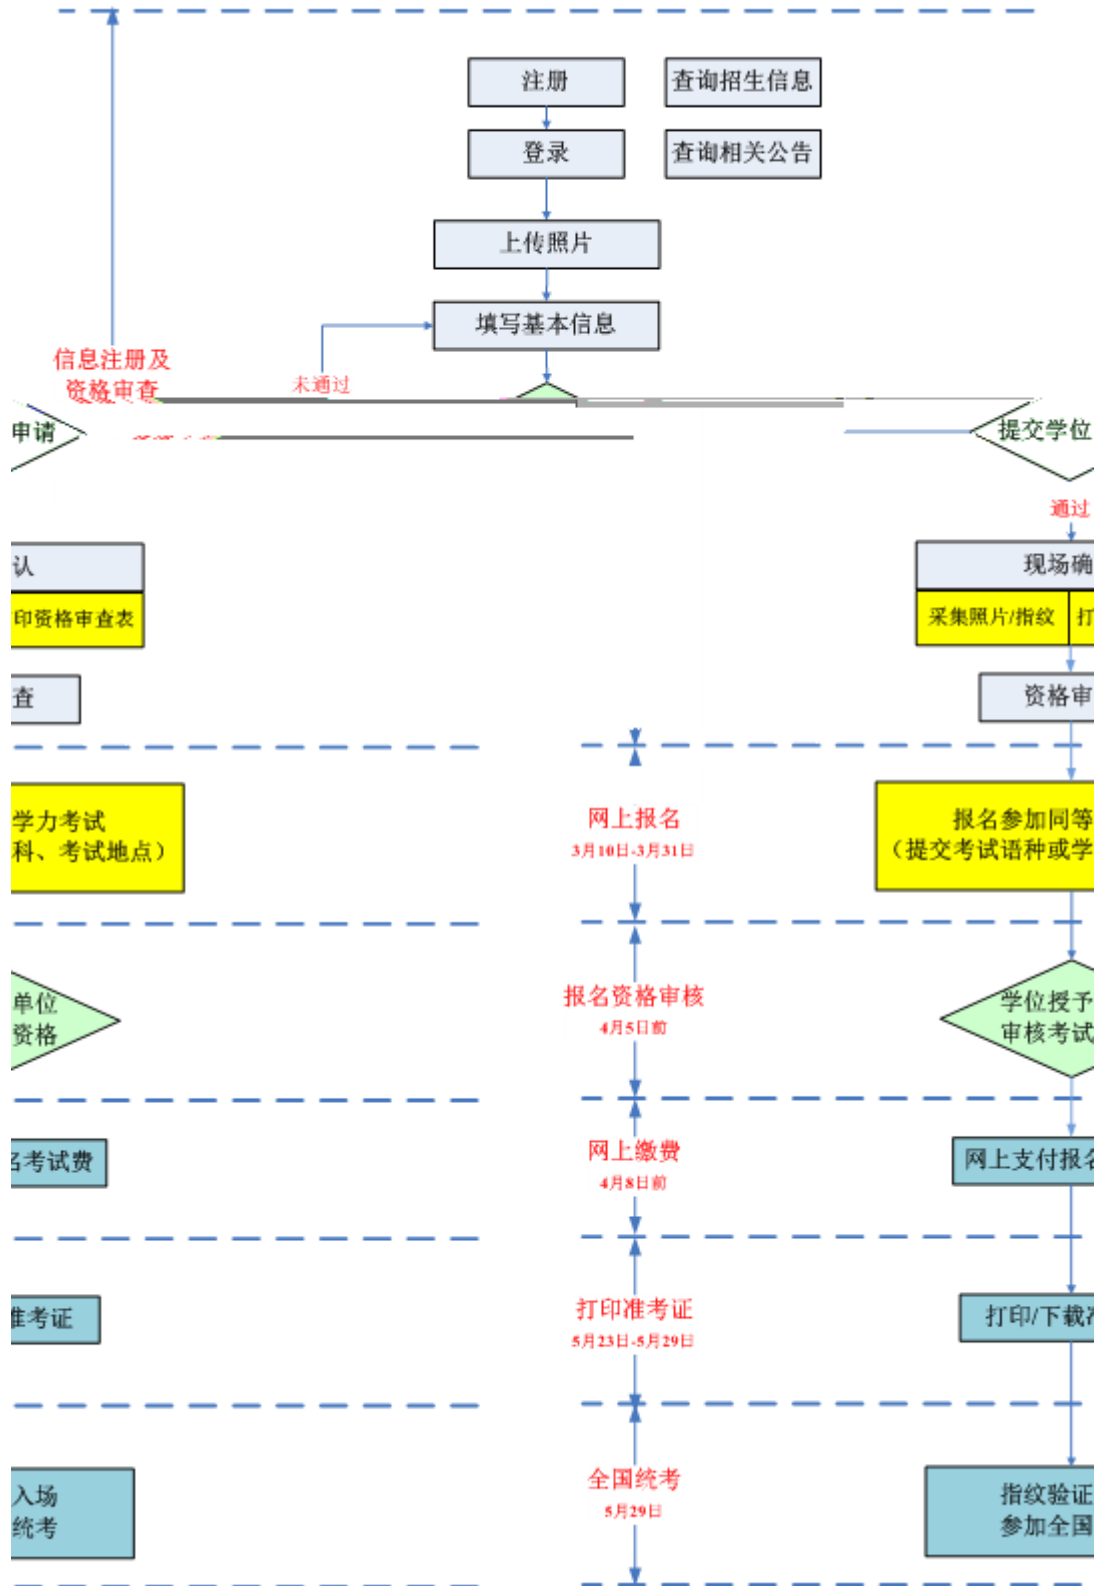 注册
查询招生信息
登录
查询相关公告
上传照片
填写基本信息
信息注册及
资格审查
未通过
申请
提交学位
通过
认
现场确
印资格审查表
采集照片/指纹
打
查
资格审
学力考试
科、考试地点）
网上报名
3月10日-3月31日
报名参加同等
（提交考试语种或学
单位
资格
报名资格审核
4月5日前
学位授予
审核考试
考试费
网上缴费
4月8日前
网上支付报名
考证
打印准考证
5月23日-5月29日
打印/下载
入场
统考
全国统考
5月29日
指纹验证
参加全国